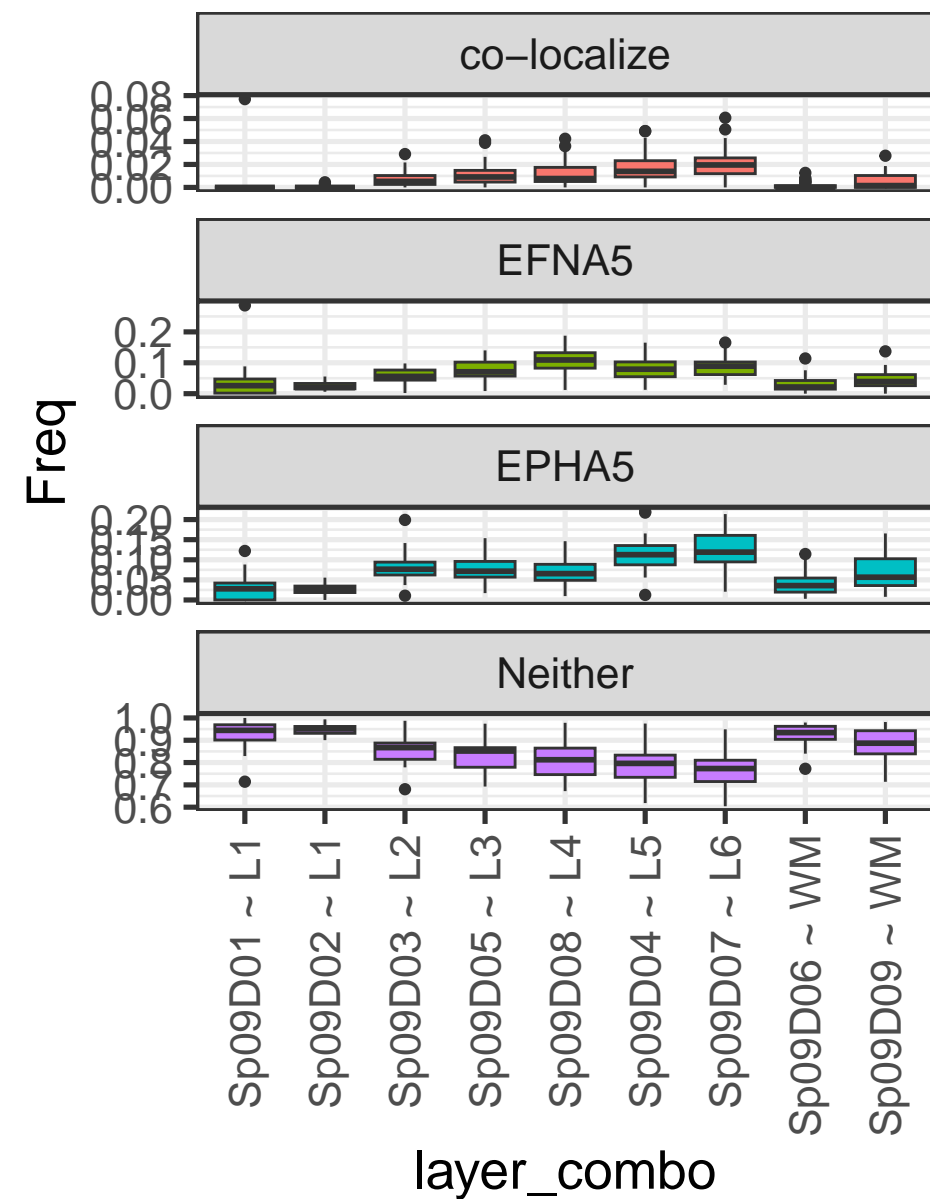 co−localize
0.08
0.06
0.04
0.02
0.00
EFNA5
0.2
0.1
0.0
EPHA5
0.20
0.15
0.10
0.05
0.00
Neither
1.0
0.9
0.8
0.7
0.6
Freq
Sp09D01 ~ L1
Sp09D02 ~ L1
Sp09D03 ~ L2
Sp09D05 ~ L3
Sp09D08 ~ L4
Sp09D04 ~ L5
Sp09D07 ~ L6
Sp09D06 ~ WM
Sp09D09 ~ WM
layer_combo